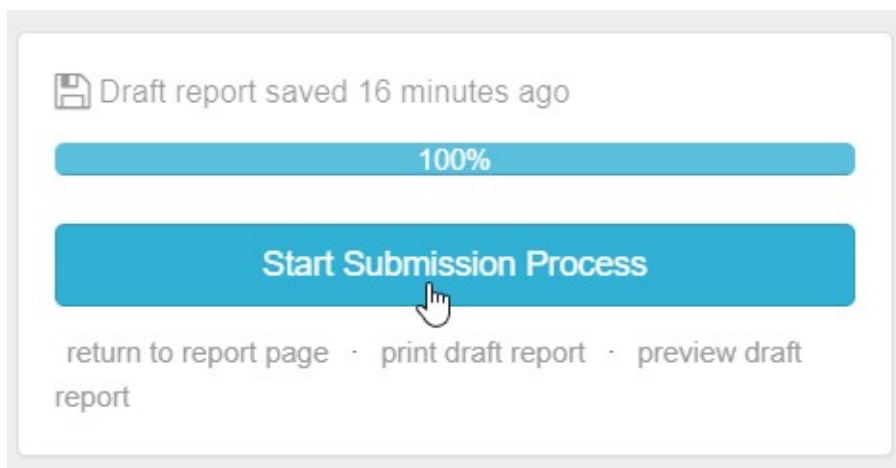 Draft report saved 16 minutes ago
100%
Start Submission Process
return to report page · print draft report · preview draft
report